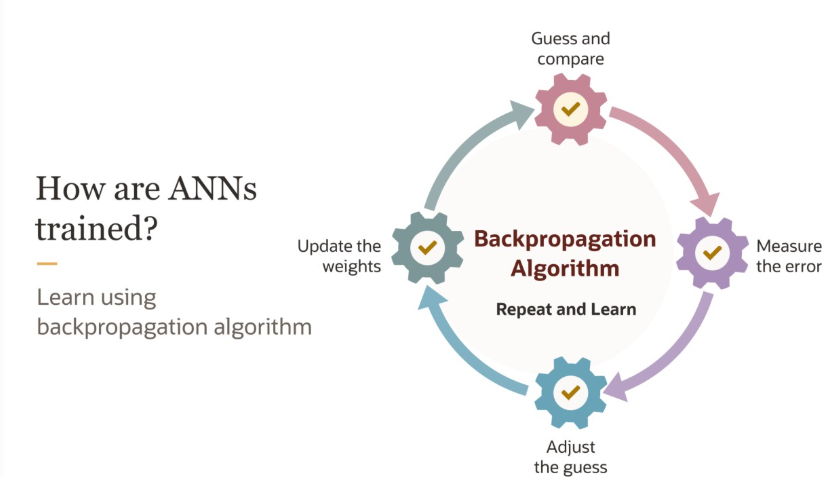 How are ANNs
trained?
Learn using
backpropagation algorithm
Guess and
compare
Measure
the error
Adjust
the guess
Update the
weights
Backpropagation
Algorithm
Repeat and Learn